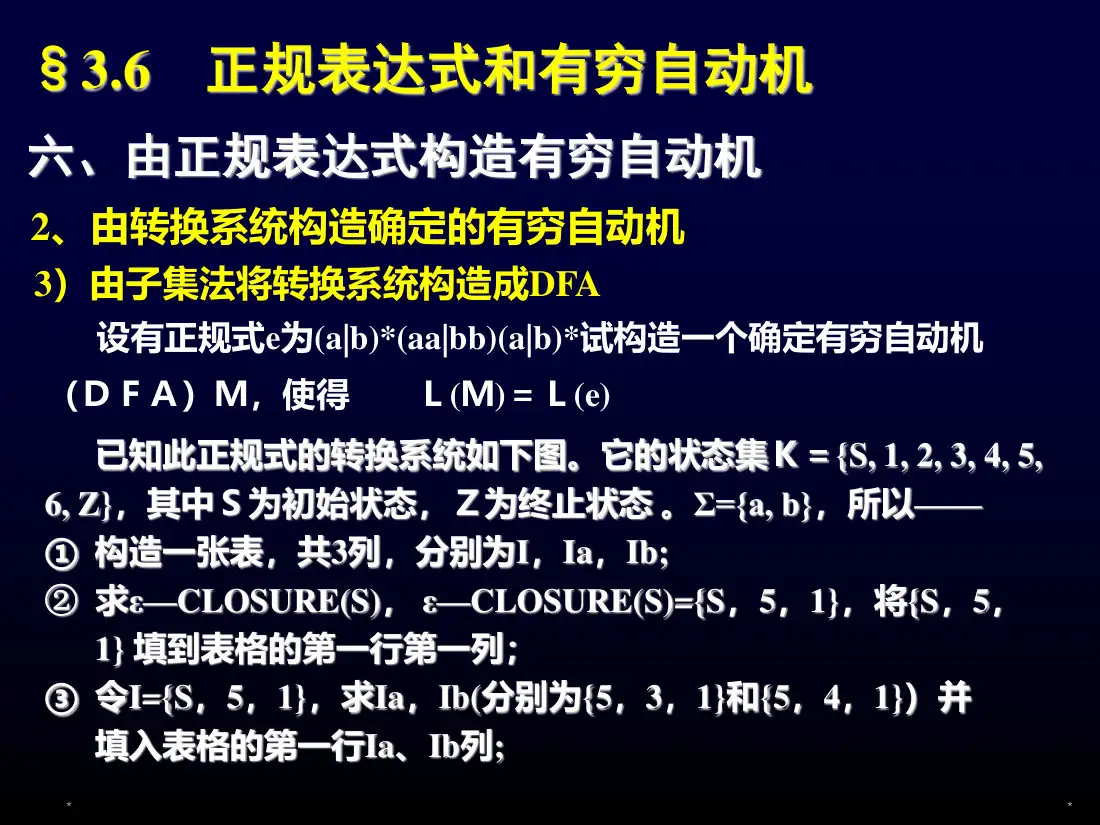 §3.6 正规表达式和有穷自动机
六、由正规表达式构造有穷自动机
2、由转换系统构造确定的有穷自动机
3）由子集法将转换系统构造成DFA
设有正规式e为(a|b)*(aa|bb)(a|b)*试构造一个确定有穷自动机
（ＤＦＡ）Ｍ，使得 Ｌ(Ｍ)＝Ｌ(e)
已知此正规式的转换系统如下图。它的状态集Ｋ＝{S, 1, 2, 3, 4, 5,
6, Z}，其中Ｓ为初始状态，Ｚ为终止状态。Σ={a, b}，所以——
① 构造一张表，共3列，分别为I，Ia，Ib;
② 求ε—CLOSURE(S)， ε—CLOSURE(S)={S，5，1}，将{S，5，
1} 填到表格的第一行第一列；
③ 令I={S，5，1}，求Ia，Ib(分别为{5，3，1}和{5，4，1}）并
填入表格的第一行Ia、Ib列;
* *